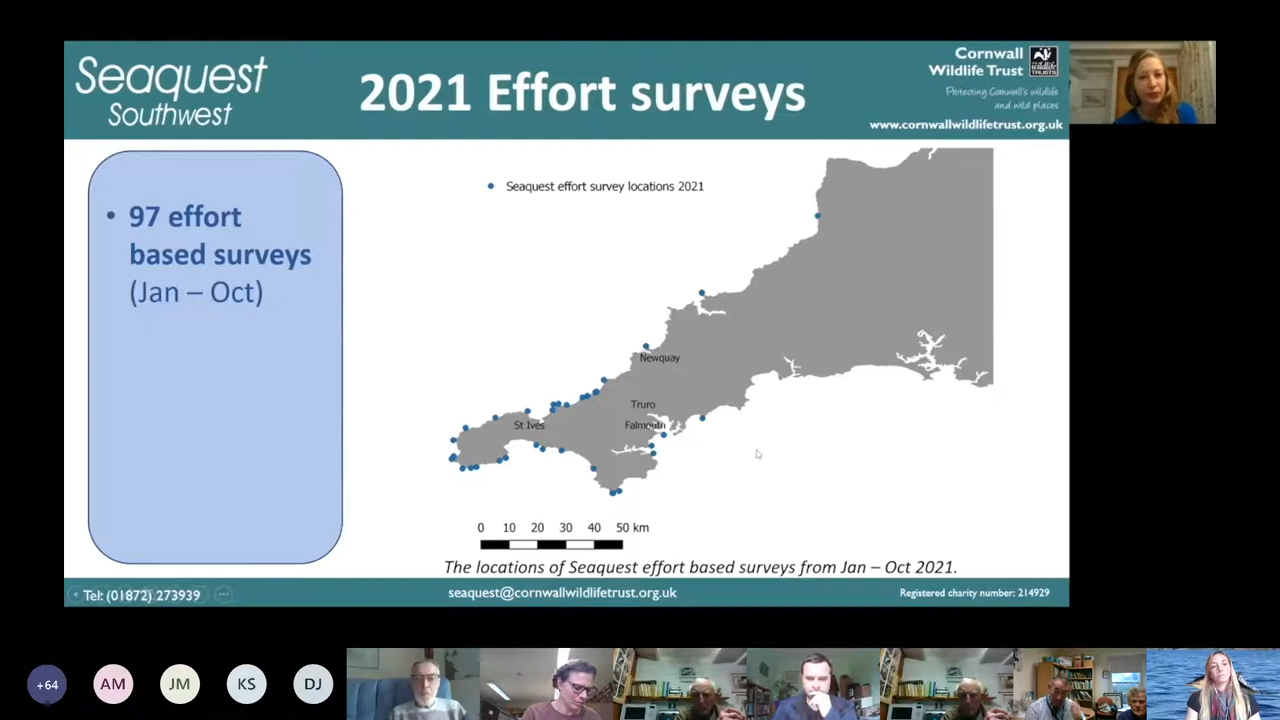 Seaquest
Southwest
2021 Effort surveys
Cornwall
Wildlife Trust
Protecting Cornwall's wildlife
and wild places
www.cornwallwildlifetrust.org.uk
• 97 effort
based surveys
(Jan – Oct)
Seaquest effort survey locations 2021
Newquay
Truro
St Ives
Falmouth
0 10 20 30 40 50 km
The locations of Seaquest effort based surveys from Jan – Oct 2021.
Tel: (01872) 273939
seaquest@cornwallwildlifetrust.org.uk
Registered charity number: 214929
+64
AM
JM
KS
DJ